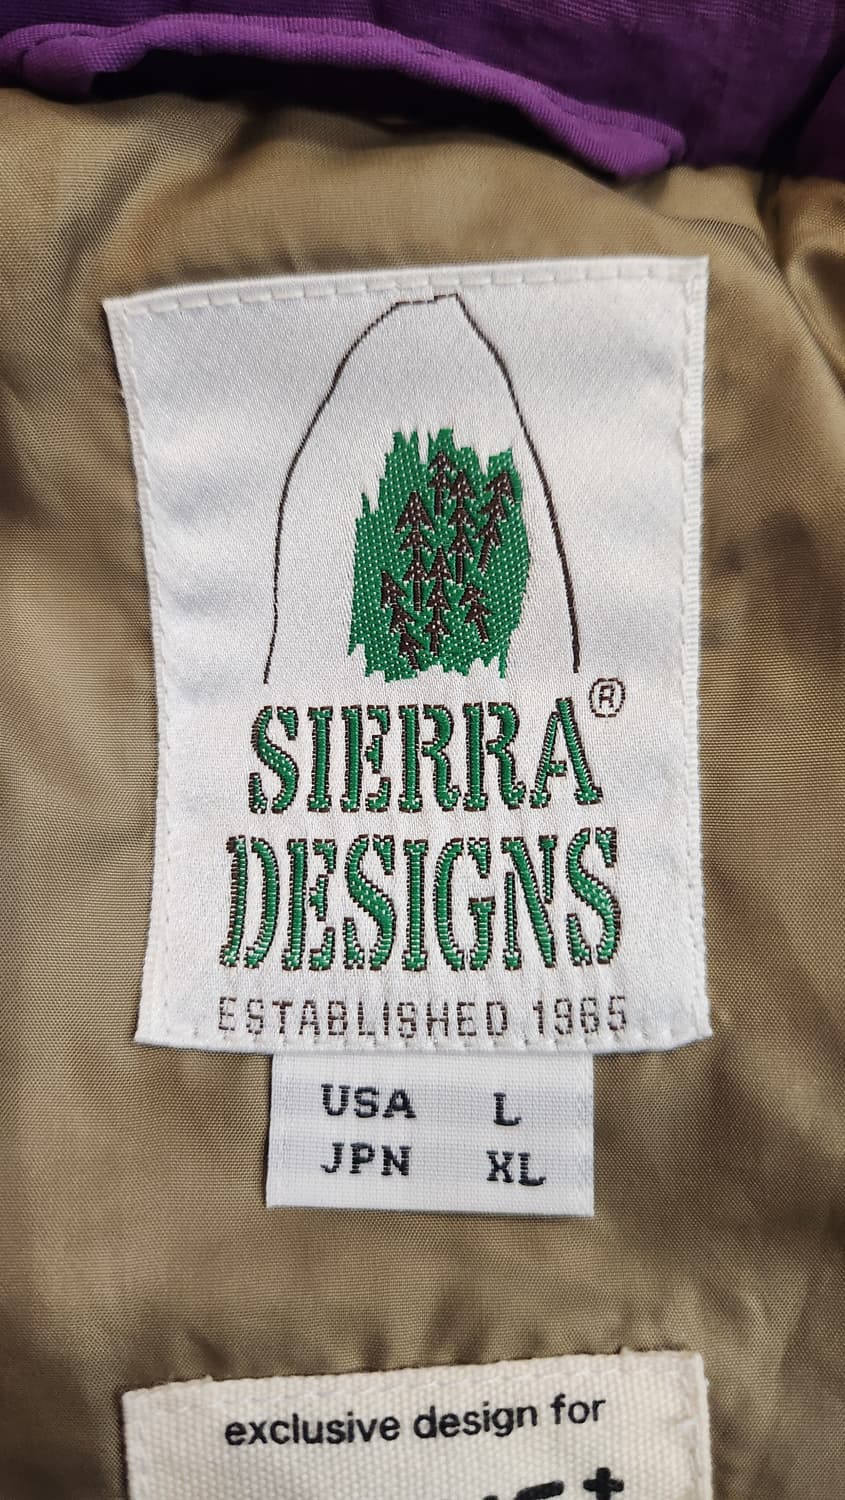 SIERRA ®
DESIGNS
ESTABLISHED 1965
USA L
JPN XL
exclusive design for